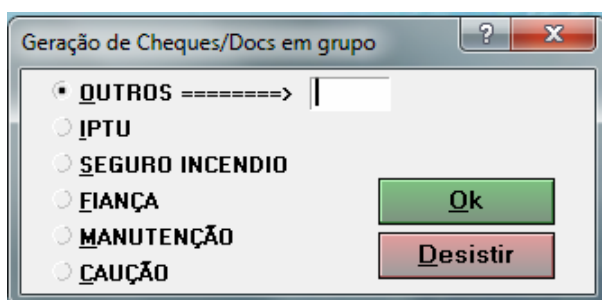 Geração de Cheques/Docs em grupo
?
X
OUTROS ========>
IPTU
SEGURO INCENDIO
FIANÇA
MANUTENÇÃO
CAUÇÃO
Ok
Desistir